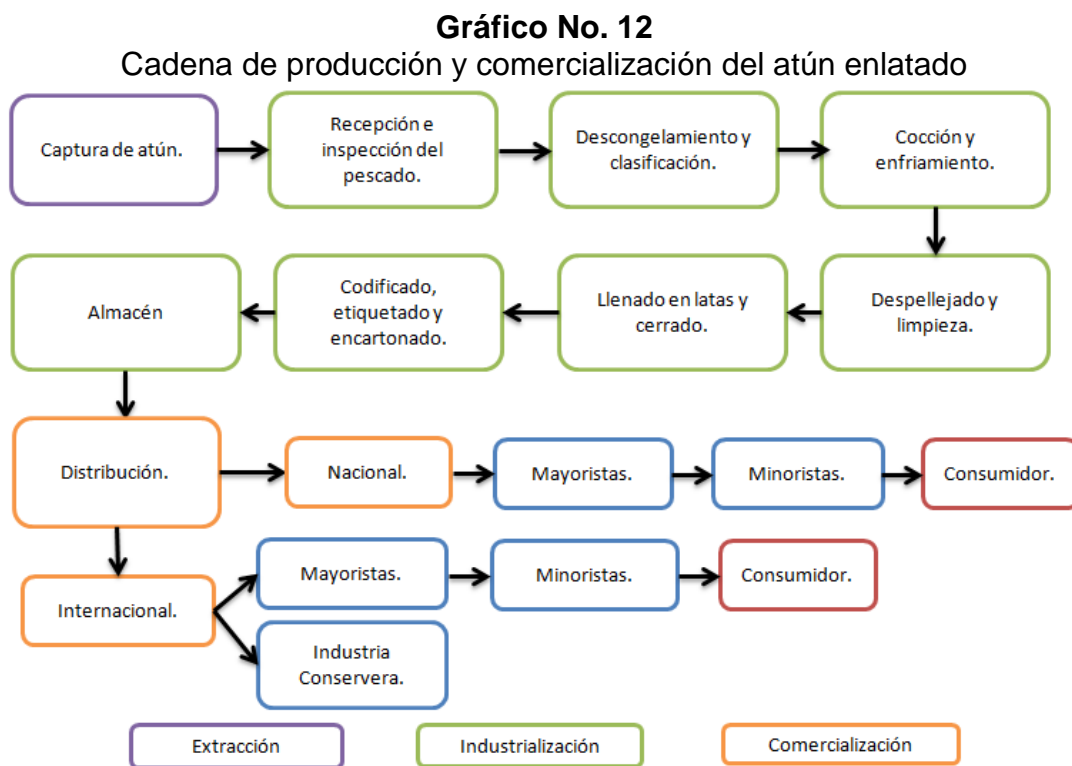 Gráfico No. 12
Cadena de producción y comercialización del atún enlatado
Captura de atún.
Recepción e
inspección del
pescado.
Descongelamiento y
clasificación.
Cocción y
enfriamiento.
Almacén
Codificado,
etiquetado y
encartonado.
Llenado en latas y
cerrado.
Despellejado y
limpieza.
Distribución.
Nacional.
Mayoristas.
Minoristas.
Consumidor.
Internacional.
Mayoristas.
Minoristas.
Consumidor.
Industria
Conservera.
Extracción
Industrialización
Comercialización